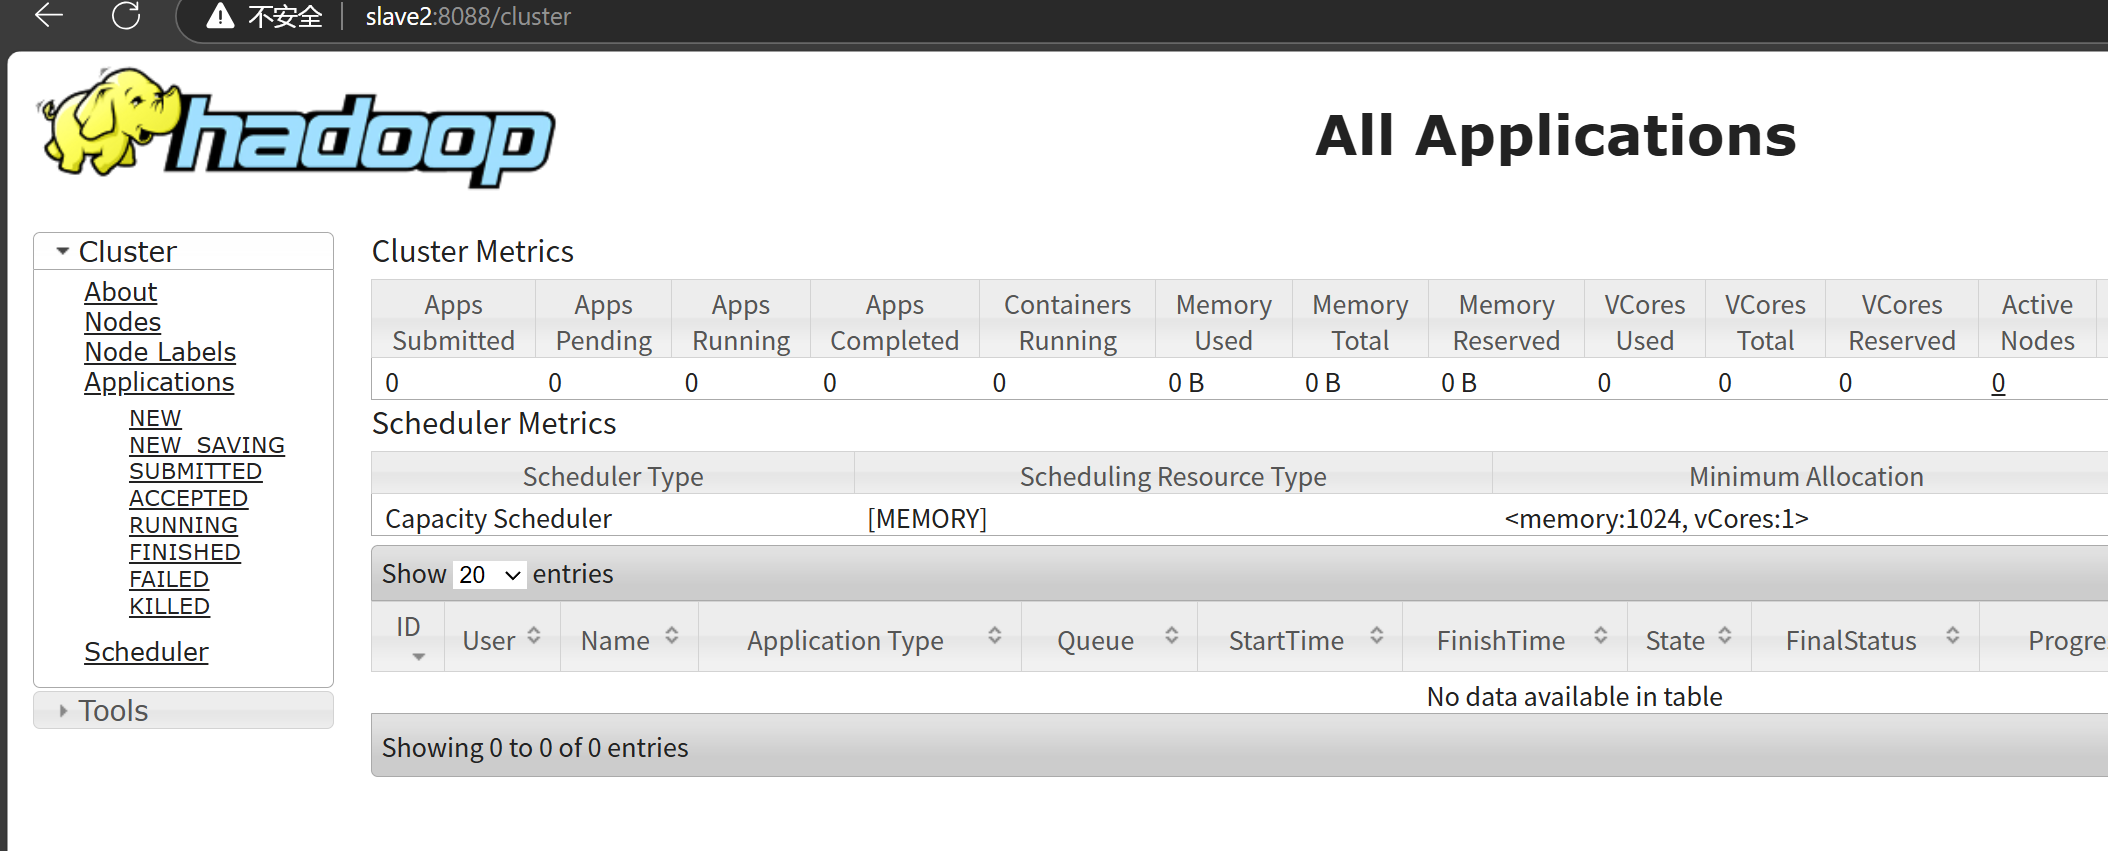 不安全 slave2:8088/cluster
hadoop
All Applications
Cluster
About
Nodes
Node Labels
Applications
NEW
NEW_SAVING
SUBMITTED
ACCEPTED
RUNNING
FINISHED
FAILED
KILLED
Scheduler
Tools
Cluster Metrics
Apps Submitted Apps Pending Apps Running Apps Completed Containers Running Memory Used Memory Total Memory Reserved VCores Used VCores Total VCores Reserved Active Nodes
0 0 0 0 0 0 B 0 B 0 B 0 0 0 0
Scheduler Metrics
Scheduler Type Scheduling Resource Type Minimum Allocation
Capacity Scheduler [MEMORY] <memory:1024, vCores:1>
Show 20 entries
ID User Name Application Type Queue StartTime FinishTime State FinalStatus Progre
No data available in table
Showing 0 to 0 of 0 entries